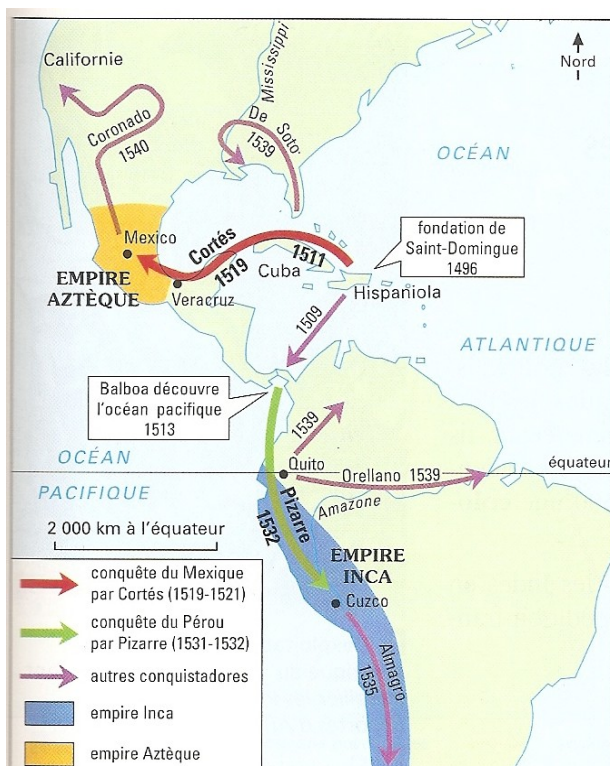 Californie
Mississippi
Nord
Coronado
1540
De Soto
1539
OCÉAN
Mexico
Cortés
1519
1511
fondation de
Saint-Domingue
1496
EMPIRE
AZTÈQUE
Veracruz
Cuba
Hispaniola
1509
ATLANTIQUE
Balboa découvre
l'océan pacifique
1513
1539
OCÉAN
PACIFIQUE
Quito
Orellano 1539
équateur
Amazone
Pizarre
1532
2 000 km à l'équateur
EMPIRE
INCA
Cuzco
Almagro
1535
conquête du Mexique
par Cortés (1519-1521)
conquête du Pérou
par Pizarre (1531-1532)
autres conquistadores
empire Inca
empire Aztèque